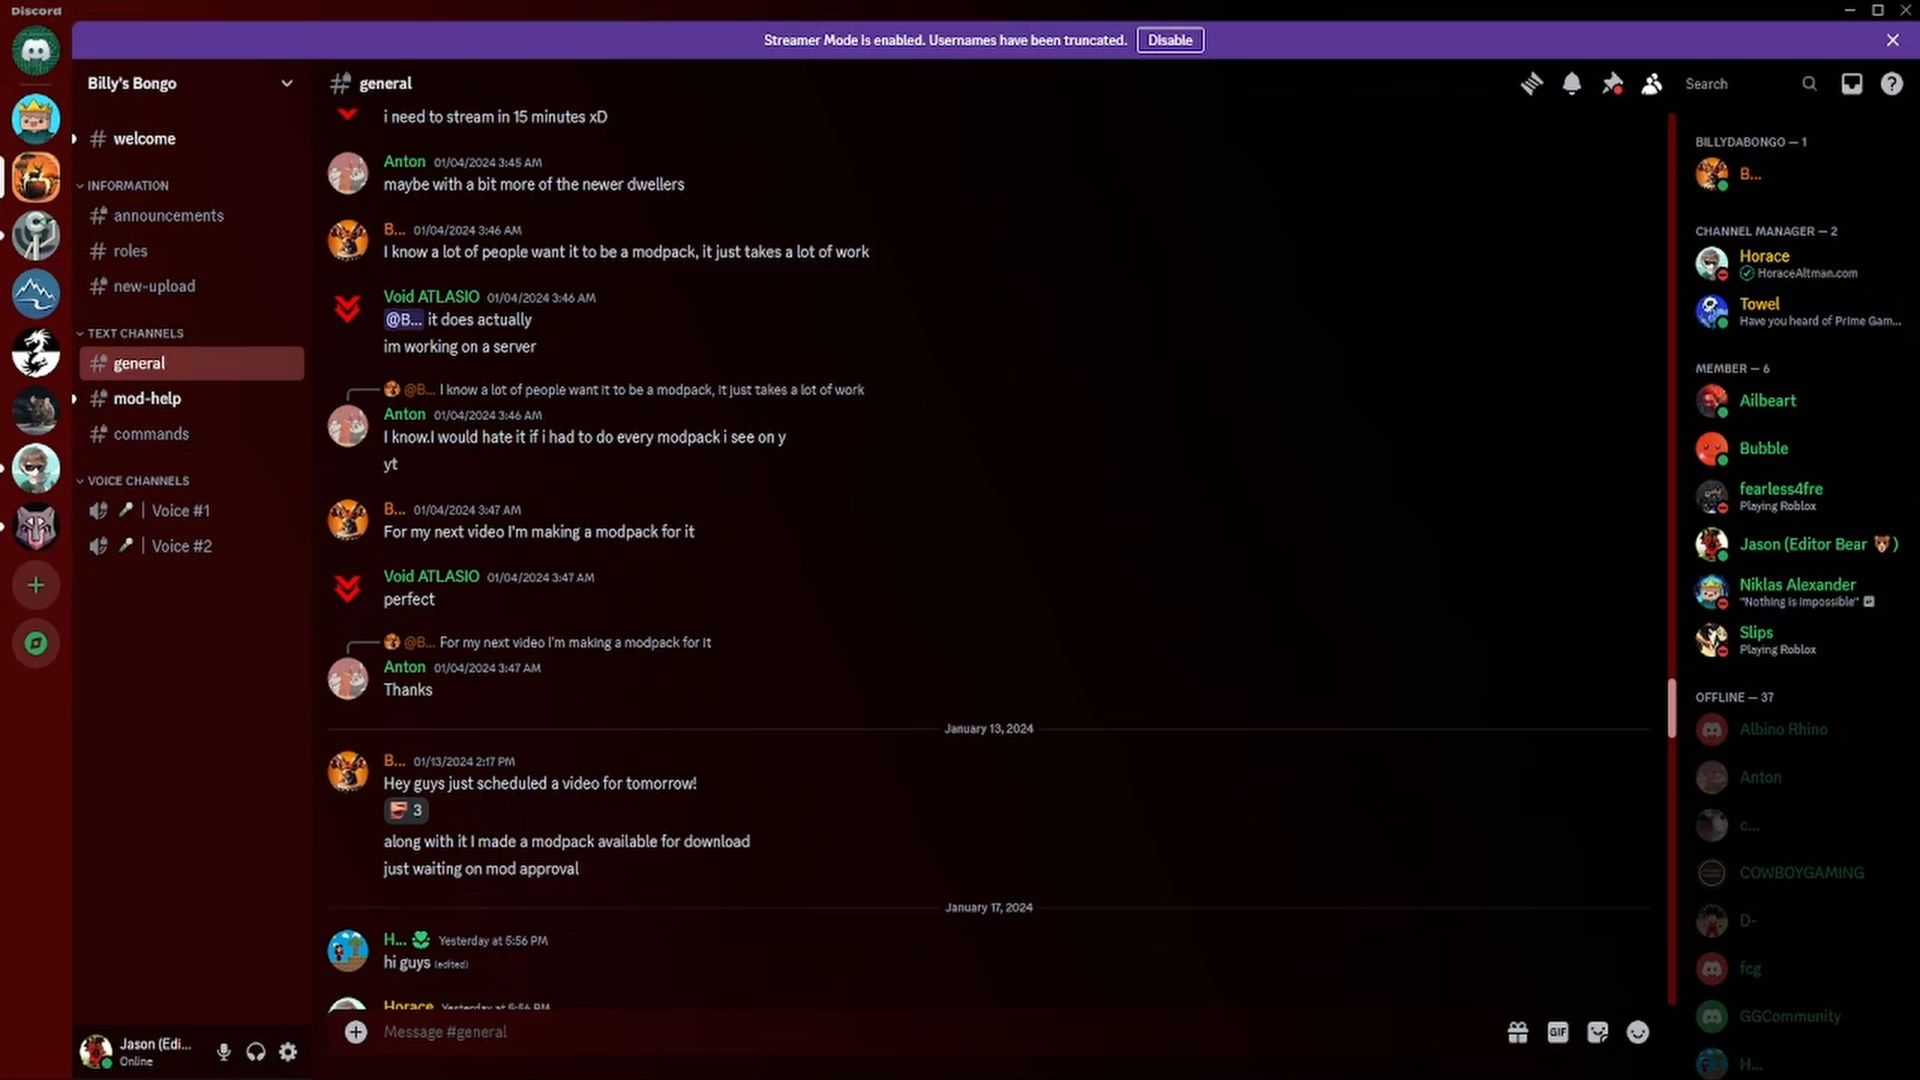 Discord
Streamer Mode is enabled. Usernames have been truncated. Disable
Billy's Bongo
welcome
INFORMATION
announcements
roles
new-upload
TEXT CHANNELS
general
mod-help
commands
VOICE CHANNELS
| Voice #1
| Voice #2
Jason (Edi...
Online
general
Search
i need to stream in 15 minutes xD
Anton 01/04/2024 3:45 AM
maybe with a bit more of the newer dwellers
B... 01/04/2024 3:46 AM
I know a lot of people want it to be a modpack, it just takes a lot of work
Void ATLASIO 01/04/2024 3:46 AM
@B... it does actually
im working on a server
@B... I know a lot of people want it to be a modpack, it just takes a lot of work
Anton 01/04/2024 3:46 AM
I know.I would hate it if i had to do every modpack i see on y
yt
B... 01/04/2024 3:47 AM
For my next video I'm making a modpack for it
Void ATLASIO 01/04/2024 3:47 AM
perfect
@B... For my next video I'm making a modpack for it
Anton 01/04/2024 3:47 AM
Thanks
January 13, 2024
B... 01/13/2024 2:17 PM
Hey guys just scheduled a video for tomorrow!
3
along with it I made a modpack available for download
just waiting on mod approval
January 17, 2024
H... Yesterday at 5:56 PM
hi guys (edited)
Horace Yesterday at 5:56 PM
Message #general
GIF
BILLYDABONGO — 1
B...
CHANNEL MANAGER — 2
Horace
HoraceAltman.com
Towel
Have you heard of Prime Gam...
MEMBER — 6
Ailbeart
Bubble
fearless4fre
Playing Roblox
Jason (Editor Bear 🐻)
Niklas Alexander
"Nothing is impossible"
Slips
Playing Roblox
OFFLINE — 37
Albino Rhino
Anton
c...
COWBOYGAMING
D-
fcg
GGCommunity
H...